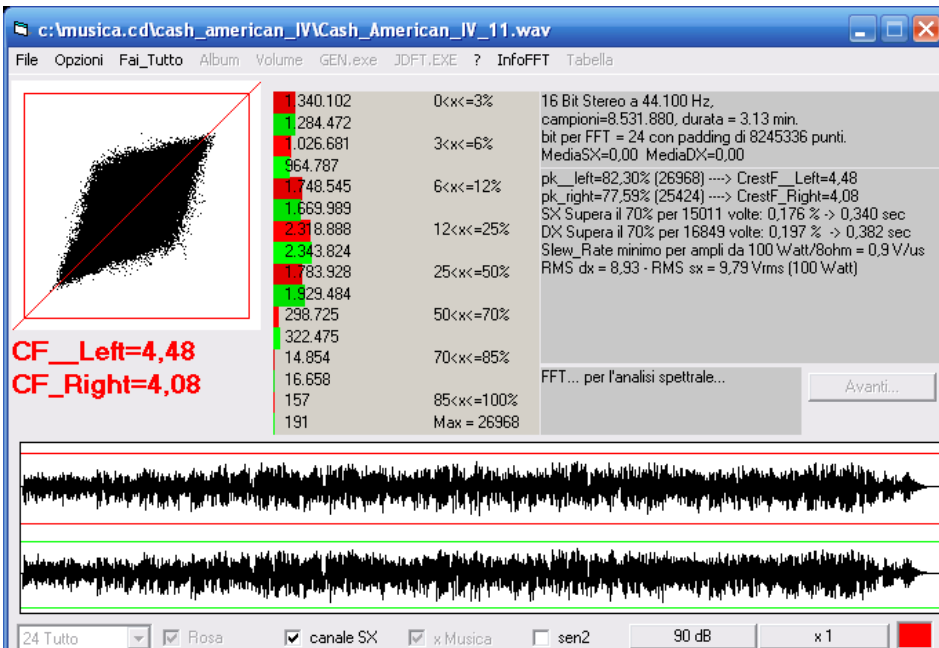 c:\musica.cd\cash_american_IV\Cash_American_IV_11.wav
File Opzioni Fai_Tutto Album Volume GEN.exe JDFT.EXE ? InfoFFT Tabella
1.340.102 0<x<=3%
1.284.472
1.026.681 3<x<=6%
964.787
1.748.545 6<x<=12%
1.669.989
2.318.888 12<x<=25%
2.343.824
1.783.928 25<x<=50%
1.929.484
298.725 50<x<=70%
322.475
14.854 70<x<=85%
16.658
157 85<x<=100%
191 Max = 26968
16 Bit Stereo a 44.100 Hz,
campioni=8.531.880, durata = 3.13 min.
bit per FFT = 24 con padding di 8245336 punti.
MediaSX=0,00 MediaDX=0,00
pk__left=82,30% (26968) ----> CrestF__Left=4,48
pk_right=77,59% (25424) ----> CrestF_Right=4,08
SX Supera il 70% per 15011 volte: 0,176 % -> 0,340 sec
DX Supera il 70% per 16849 volte: 0,197 % -> 0,382 sec
Slew_Rate minimo per ampli da 100 Watt/8ohm = 0,9 V/us
RMS dx = 8,93 - RMS sx = 9,79 Vrms (100 Watt)
CF__Left=4,48
CF_Right=4,08
FFT... per l'analisi spettrale...
Avanti...
24 Tutto Rosa canale SX x Musica sen2 90 dB x 1